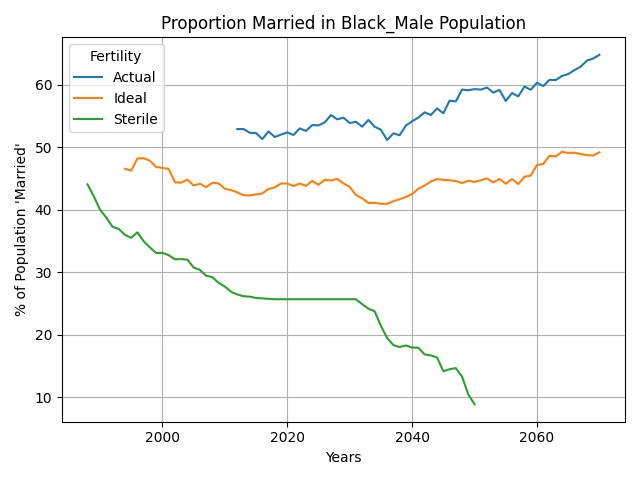 Proportion Married in Black_Male Population
Fertility
Actual
Ideal
Sterile
% of Population 'Married'
60
50
40
30
20
10
2000
2020
2040
2060
Years